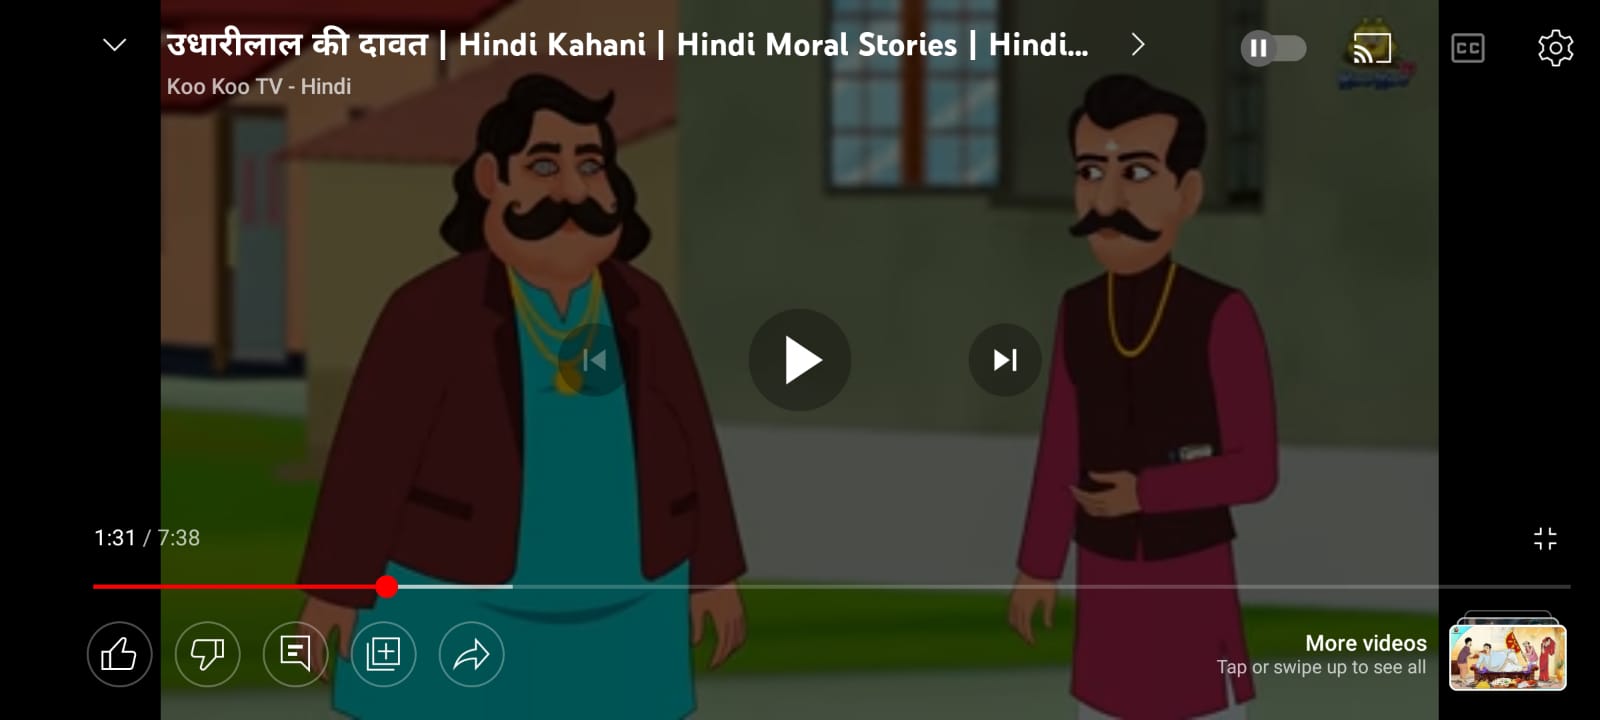 उधारीलाल की दावत | Hindi Kahani | Hindi Moral Stories | Hindi...
Koo Koo TV - Hindi
CC
1:31 / 7:38
More videos
Tap or swipe up to see all